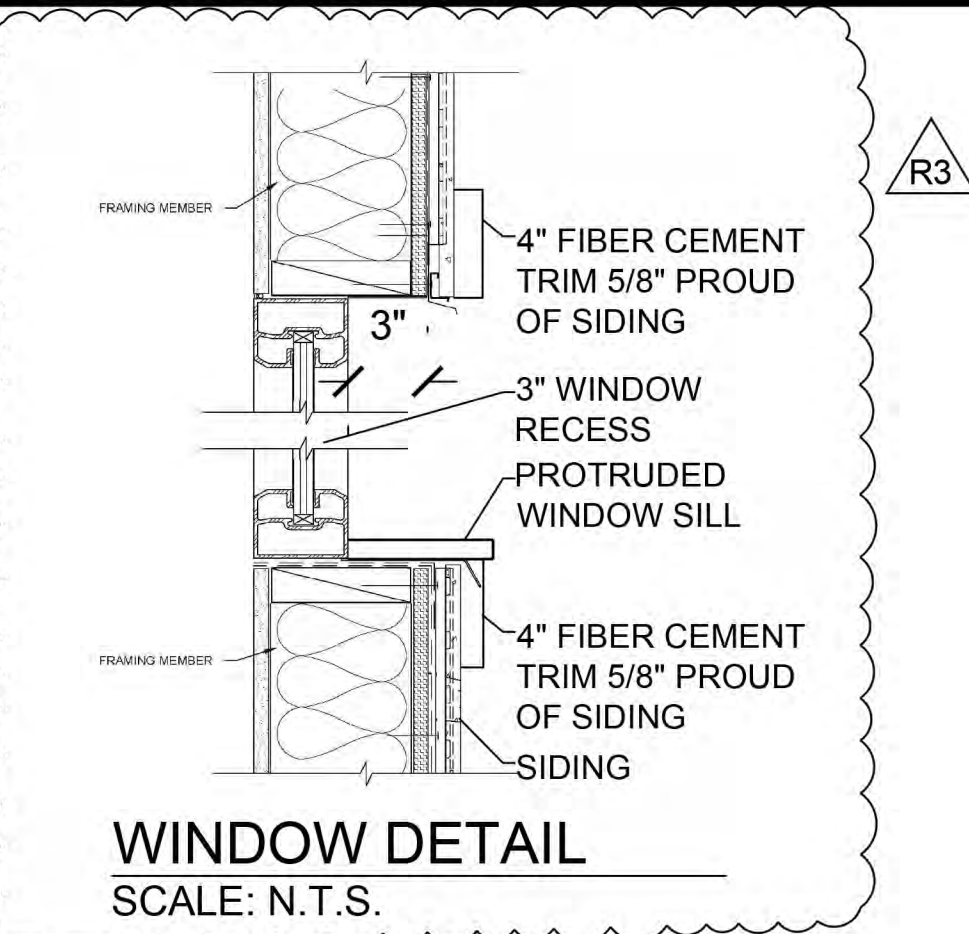 R3
FRAMING MEMBER
4" FIBER CEMENT
TRIM 5/8" PROUD
OF SIDING
3"
3" WINDOW
RECESS
PROTRUDED
WINDOW SILL
FRAMING MEMBER
4" FIBER CEMENT
TRIM 5/8" PROUD
OF SIDING
SIDING
WINDOW DETAIL
SCALE: N.T.S.